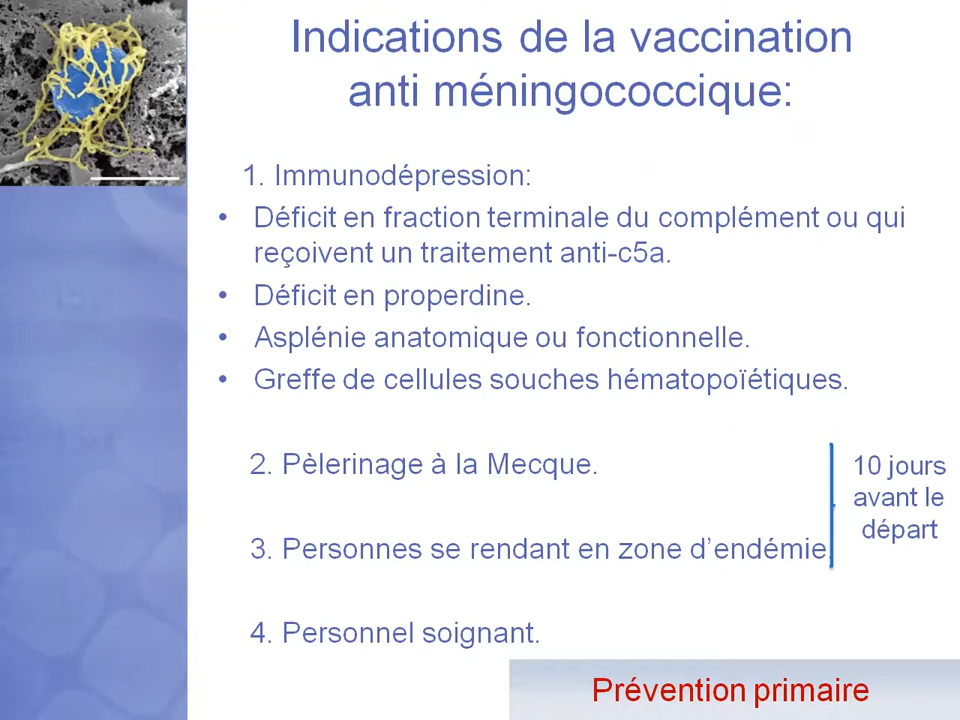 Indications de la vaccination
anti méningococcique:
1. Immunodépression:
• Déficit en fraction terminale du complément ou qui
reçoivent un traitement anti-c5a.
• Déficit en properdine.
• Asplénie anatomique ou fonctionnelle.
• Greffe de cellules souches hématopoïétiques.
2. Pèlerinage à la Mecque.
3. Personnes se rendant en zone d'endémie.
10 jours
avant le
départ
4. Personnel soignant.
Prévention primaire